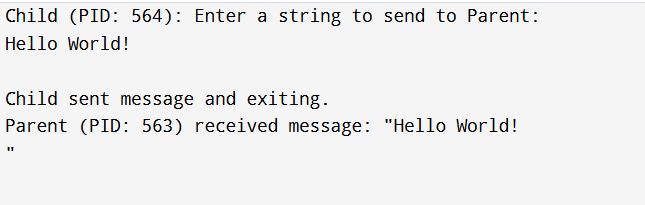 Child (PID: 564): Enter a string to send to Parent:
Hello World!

Child sent message and exiting.
Parent (PID: 563) received message: "Hello World!
"